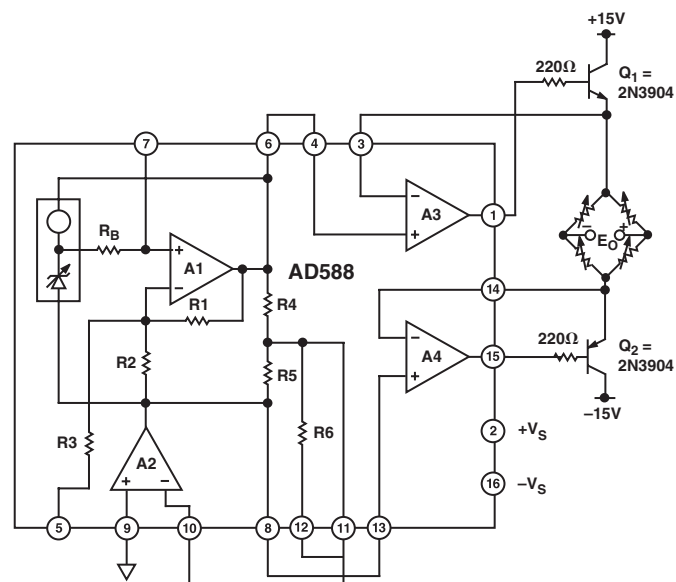 +15V
220Ω
Q1 =
2N3904
7
6
4
3
RB
+
–
A1
AD588
–
+
A3
1
–
+
EO
R1
R4
14
R2
R5
–
+
A4
15
220Ω
Q2 =
2N3904
–15V
R3
R6
A2
+
–
2
+VS
16
–VS
5
9
10
8
12
11
13